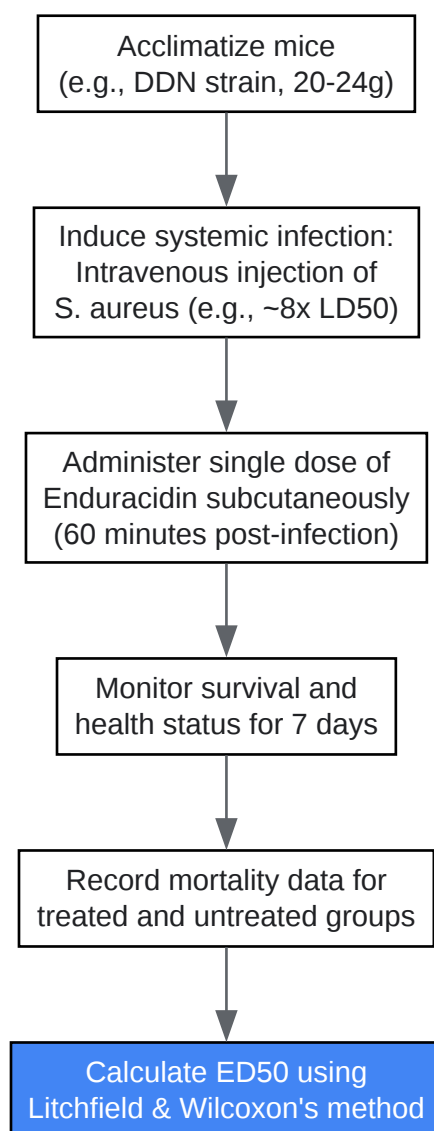 Acclimatize mice
(e.g., DDN strain, 20-24g)
Induce systemic infection:
Intravenous injection of
S. aureus (e.g., ~8x LD50)
Administer single dose of
Enduracidin subcutaneously
(60 minutes post-infection)
Monitor survival and
health status for 7 days
Record mortality data for
treated and untreated groups
Calculate ED50 using
Litchfield & Wilcoxon's method